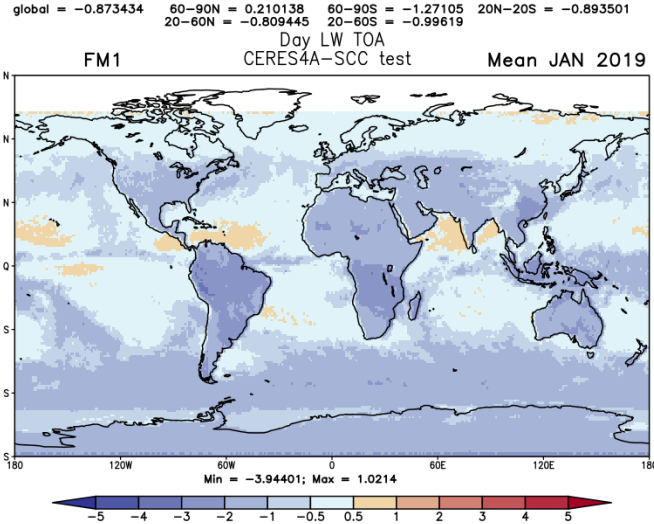 global = −0.873434 60−90N = 0.210138 60−90S = −1.27105 20N−20S = −0.893501
20−60N = −0.809445 20−60S = −0.99619
Day LW TOA
FM1 CERES4A−SCC test Mean JAN 2019
N
N
N
Q
S
S
S
180 120W 60W 0 60E 120E 180
Min = −3.94401; Max = 1.0214
−5 −4 −3 −2 −1 −0.5 0.5 1 2 3 4 5